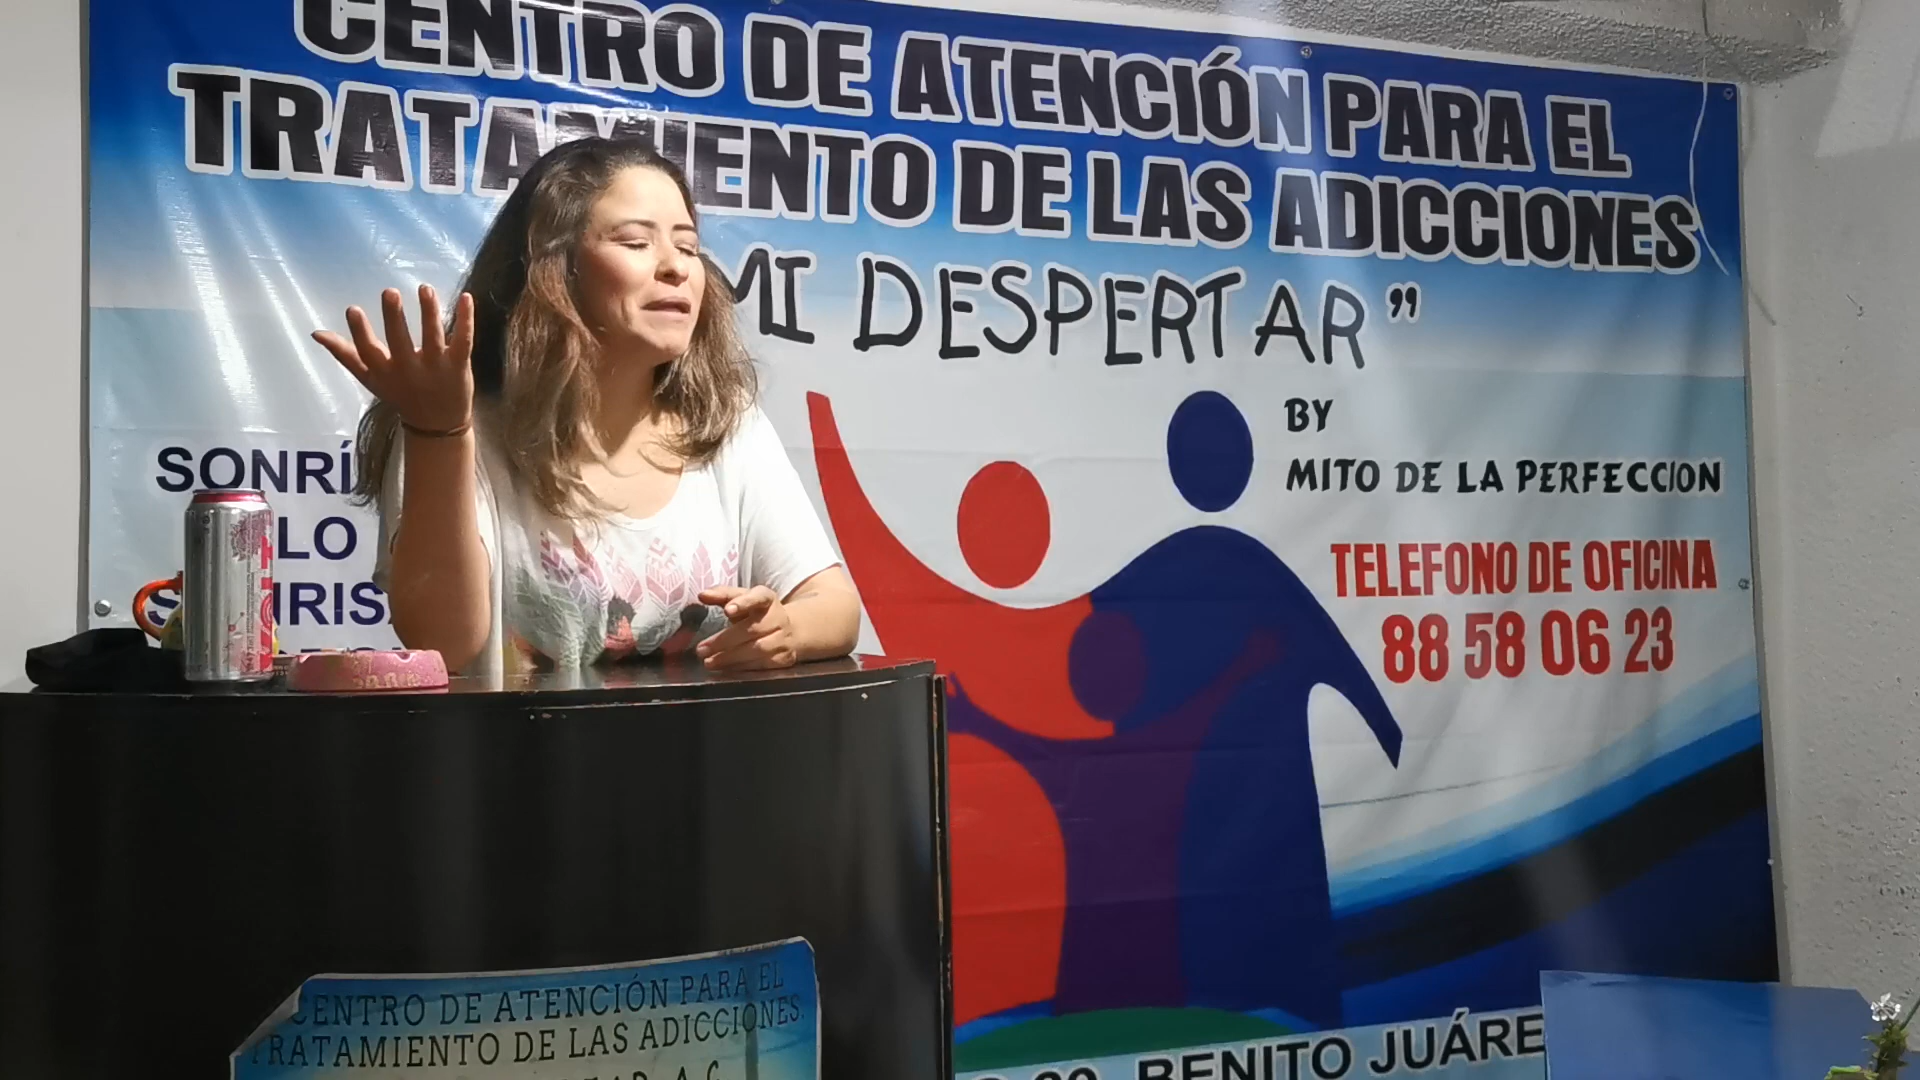 CENTRO DE ATENCIÓN PARA EL
TRATAMIENTO DE LAS ADICCIONES
MI DESPERTAR"
BY
MITO DE LA PERFECCION
TELEFONO DE OFICINA
88 58 06 23
SONRÍ
LO
BENITO JUÁRE
CENTRO DE ATENCIÓN PARA EL
TRATAMIENTO DE LAS ADICCIONES.
A.C.